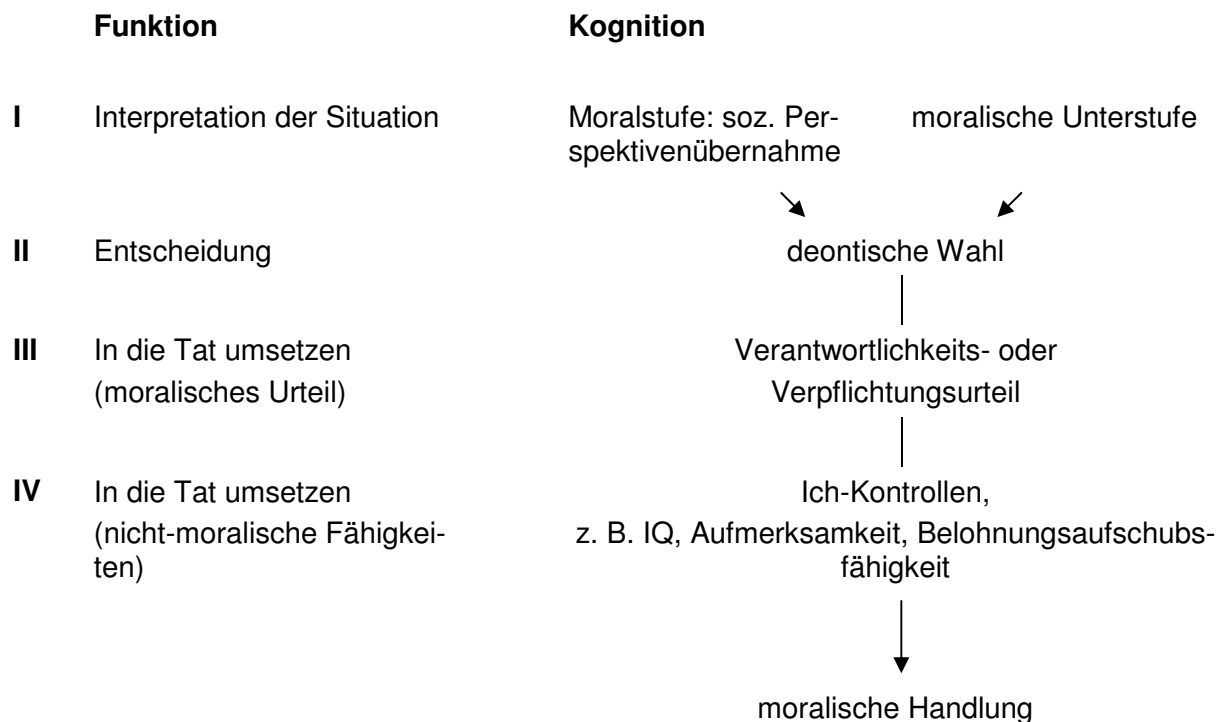 Funktion Kognition
I Interpretation der Situation Moralstufe: soz. Per- moralische Unterstufe
spektivenübernahme
II Entscheidung deontische Wahl
III In die Tat umsetzen Verantwortlichkeits- oder
(moralisches Urteil) Verpflichtungsurteil
IV In die Tat umsetzen Ich-Kontrollen,
(nicht-moralische Fähigkei- z. B. IQ, Aufmerksamkeit, Belohnungsaufschubs-
ten) fähigkeit
moralische Handlung